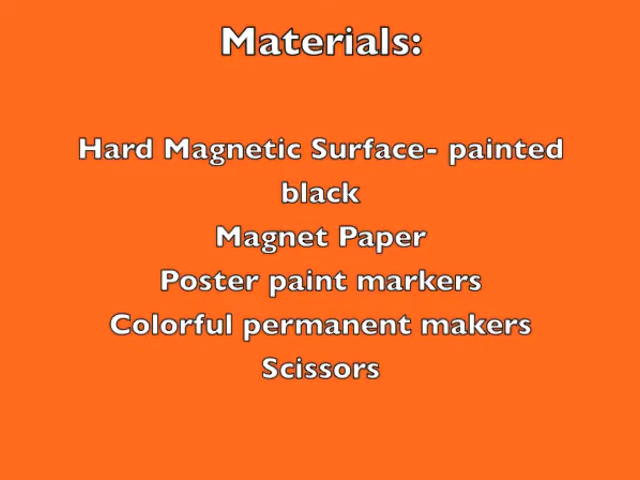 Materials:
Hard Magnetic Surface- painted
black
Magnet Paper
Poster paint markers
Colorful permanent makers
Scissors